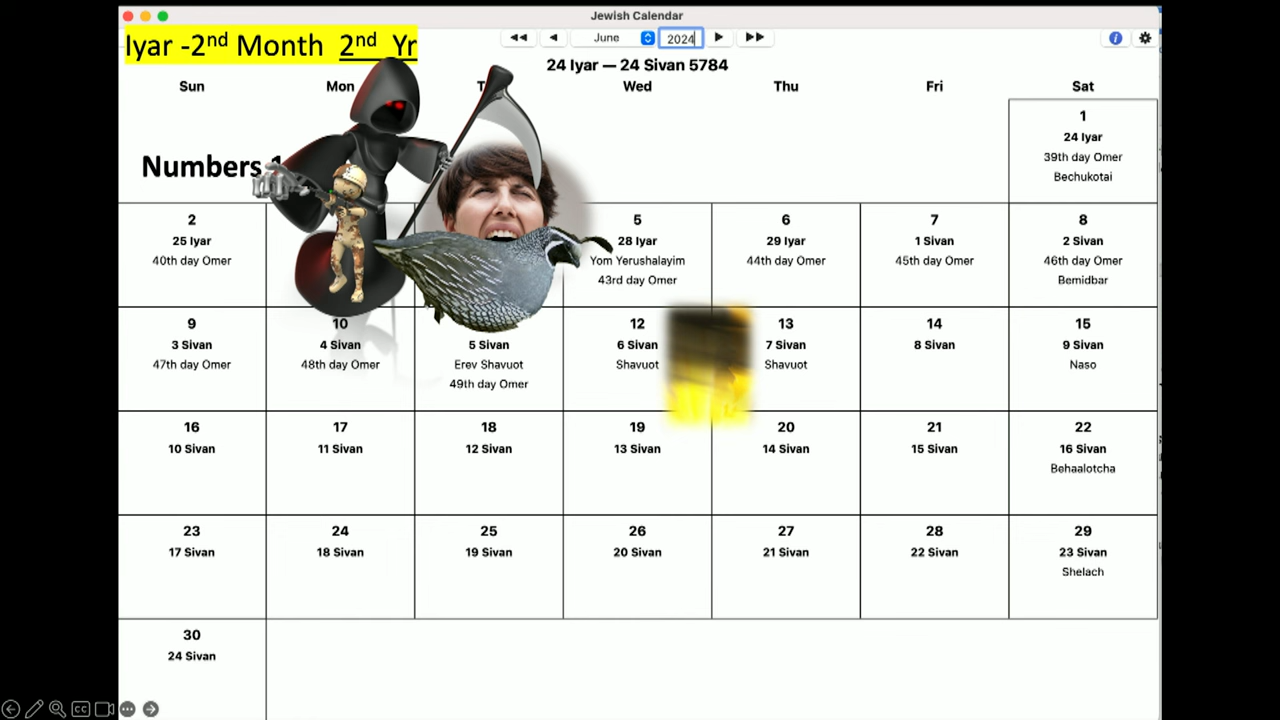 Jewish Calendar
Iyar -2nd Month 2nd Yr
June 2024
24 Iyar — 24 Sivan 5784
Sun Mon Wed Thu Fri Sat
Numbers
1
24 Iyar
39th day Omer
Bechukotai
2
25 Iyar
40th day Omer
5
28 Iyar
Yom Yerushalayim
43rd day Omer
6
29 Iyar
44th day Omer
7
1 Sivan
45th day Omer
8
2 Sivan
46th day Omer
Bemidbar
9
3 Sivan
47th day Omer
10
4 Sivan
48th day Omer
5 Sivan
Erev Shavuot
49th day Omer
12
6 Sivan
Shavuot
13
7 Sivan
Shavuot
14
8 Sivan
15
9 Sivan
Naso
16
10 Sivan
17
11 Sivan
18
12 Sivan
19
13 Sivan
20
14 Sivan
21
15 Sivan
22
16 Sivan
Behaalotcha
23
17 Sivan
24
18 Sivan
25
19 Sivan
26
20 Sivan
27
21 Sivan
28
22 Sivan
29
23 Sivan
Shelach
30
24 Sivan
CC